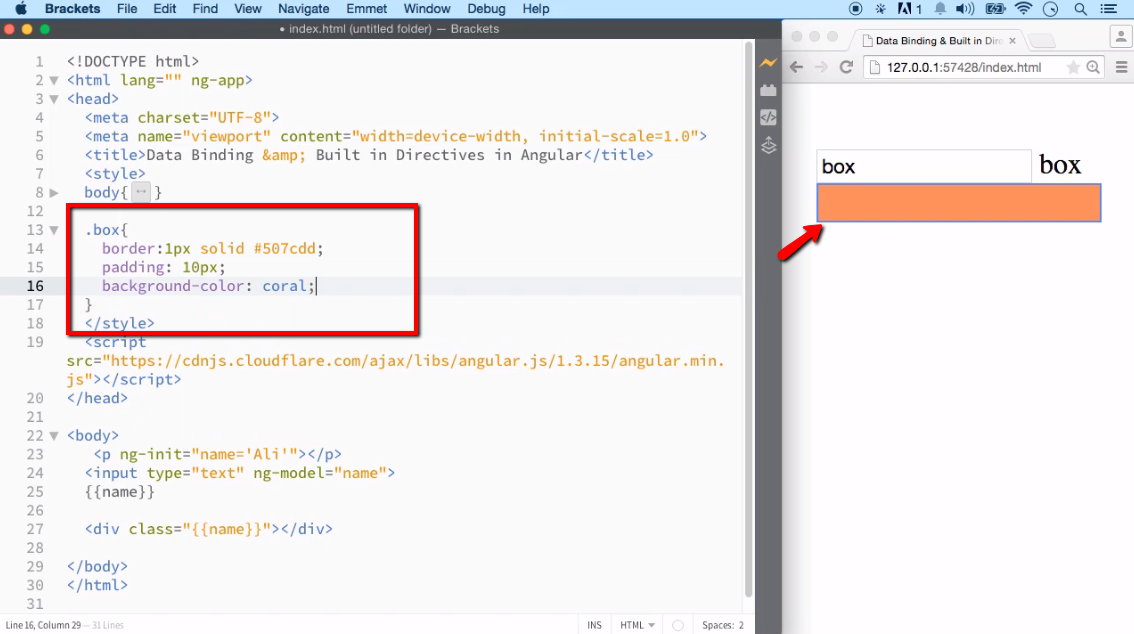 Brackets File Edit Find View Navigate Emmet Window Debug Help 1
• index.html (untitled folder) — Brackets
1 <!DOCTYPE html>
2 <html lang="" ng-app>
3 <head>
4 <meta charset="UTF-8">
5 <meta name="viewport" content="width=device-width, initial-scale=1.0">
6 <title>Data Binding &amp; Built in Directives in Angular</title>
7 <style>
8 body{ }
12
13 .box{
14 border:1px solid #507cdd;
15 padding: 10px;
16 background-color: coral;
17 }
18 </style>
19 <script
src="https://cdnjs.cloudflare.com/ajax/libs/angular.js/1.3.15/angular.min.
js"></script>
20 </head>
21
22 <body>
23 <p ng-init="name='Ali'"></p>
24 <input type="text" ng-model="name">
25 {{name}}
26
27 <div class="{{name}}"></div>
28
29 </body>
30 </html>
31
Line 16, Column 29 — 31 Lines
INS HTML Spaces: 2
Data Binding & Built in Dire
127.0.0.1:57428/index.html
box box